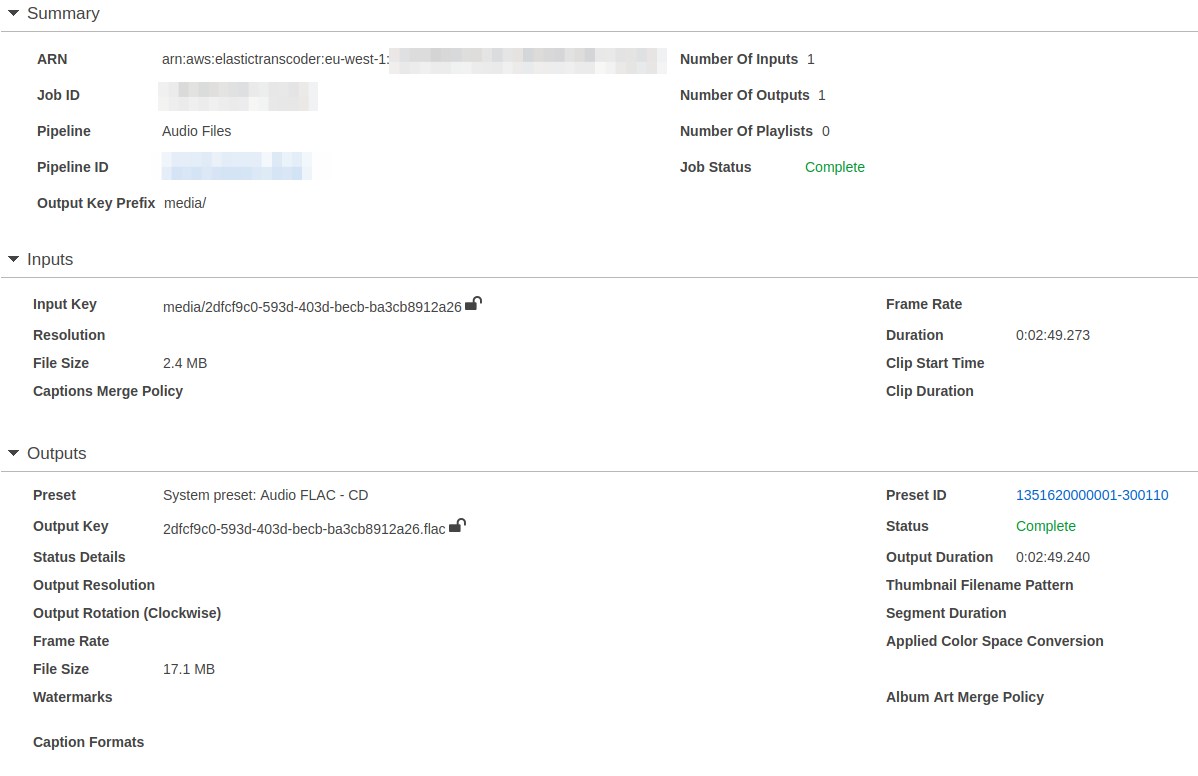 Summary
ARN arn:aws:elastictranscoder:eu-west-1: Number Of Inputs 1
Job ID Number Of Outputs 1
Pipeline Audio Files Number Of Playlists 0
Pipeline ID Job Status Complete
Output Key Prefix media/
Inputs
Input Key media/2dfcf9c0-593d-403d-becb-ba3cb8912a26 Frame Rate
Resolution Duration 0:02:49.273
File Size 2.4 MB Clip Start Time
Captions Merge Policy Clip Duration
Outputs
Preset System preset: Audio FLAC - CD Preset ID 1351620000001-300110
Output Key 2dfcf9c0-593d-403d-becb-ba3cb8912a26.flac Status Complete
Status Details Output Duration 0:02:49.240
Output Resolution Thumbnail Filename Pattern
Output Rotation (Clockwise) Segment Duration
Frame Rate Applied Color Space Conversion
File Size 17.1 MB
Watermarks Album Art Merge Policy
Caption Formats